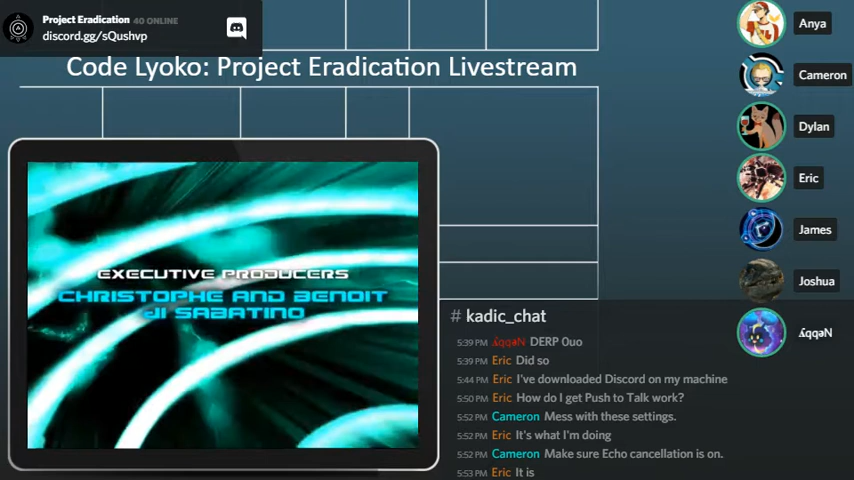 Project Eradication 40 ONLINE
discord.gg/sQushvp
Code Lyoko: Project Eradication Livestream
EXECUTIVE PRODUCERS
CHRISTOPHE AND BENOIT
di SABATINO
Anya
Cameron
Dylan
Eric
James
Joshua
ʎqqǝN
# kadic_chat
5:39 PM ʎqqǝN DERP 0uo
5:39 PM Eric Did so
5:44 PM Eric I've downloaded Discord on my machine
5:50 PM Eric How do I get Push to Talk work?
5:52 PM Cameron Mess with these settings.
5:52 PM Eric It's what I'm doing
5:52 PM Cameron Make sure Echo cancellation is on.
5:53 PM Eric It is